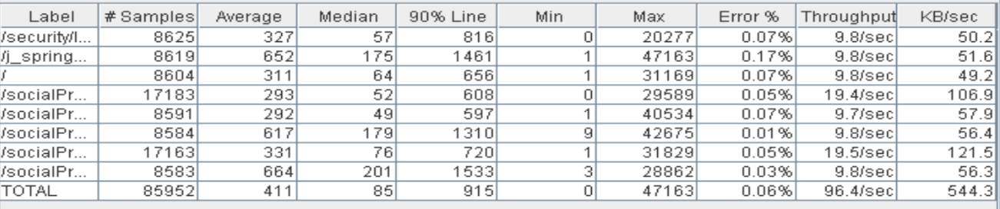 Label # Samples Average Median 90% Line Min Max Error % Throughput KB/sec
/security/l... 8625 327 57 816 0 20277 0.07% 9.8/sec 50.2
/j_spring... 8619 652 175 1461 1 47163 0.17% 9.8/sec 51.6
/ 8604 311 64 656 1 31169 0.07% 9.8/sec 49.2
/socialPr... 17183 293 52 608 0 29589 0.05% 19.4/sec 106.9
/socialPr... 8591 292 49 597 1 40534 0.07% 9.7/sec 57.9
/socialPr... 8584 617 179 1310 9 42675 0.01% 9.8/sec 56.4
/socialPr... 17163 331 76 720 1 31829 0.05% 19.5/sec 121.5
/socialPr... 8583 664 201 1533 3 28862 0.03% 9.8/sec 56.3
TOTAL 85952 411 85 915 0 47163 0.06% 96.4/sec 544.3